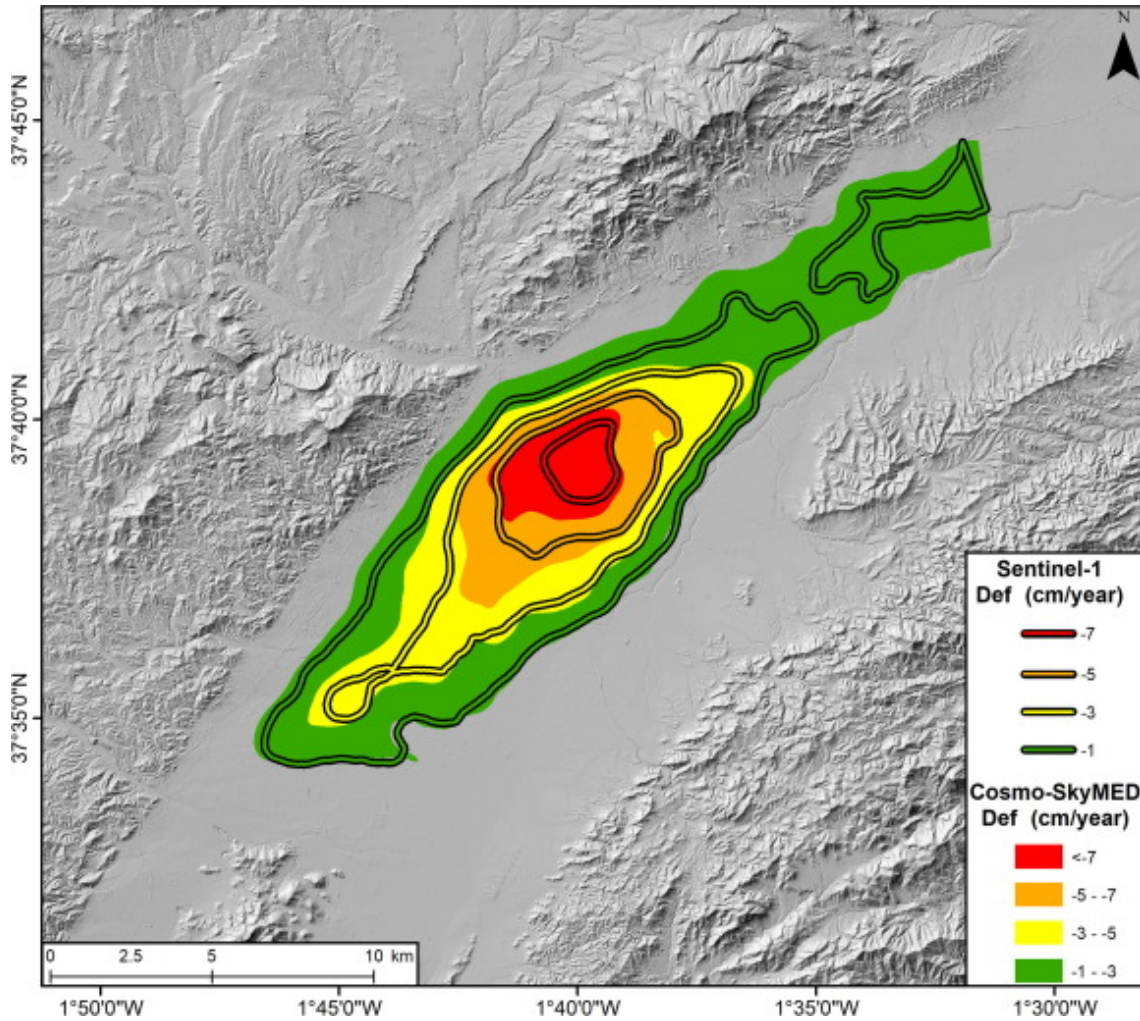 N
37°45'0"N
37°40'0"N
37°35'0"N
Sentinel-1
Def (cm/year)
-7
-5
-3
-1
Cosmo-SkyMED
Def (cm/year)
<-7
-5 - -7
-3 - -5
-1 - -3
0 2.5 5 10 km
1°50'0"W 1°45'0"W 1°40'0"W 1°35'0"W 1°30'0"W